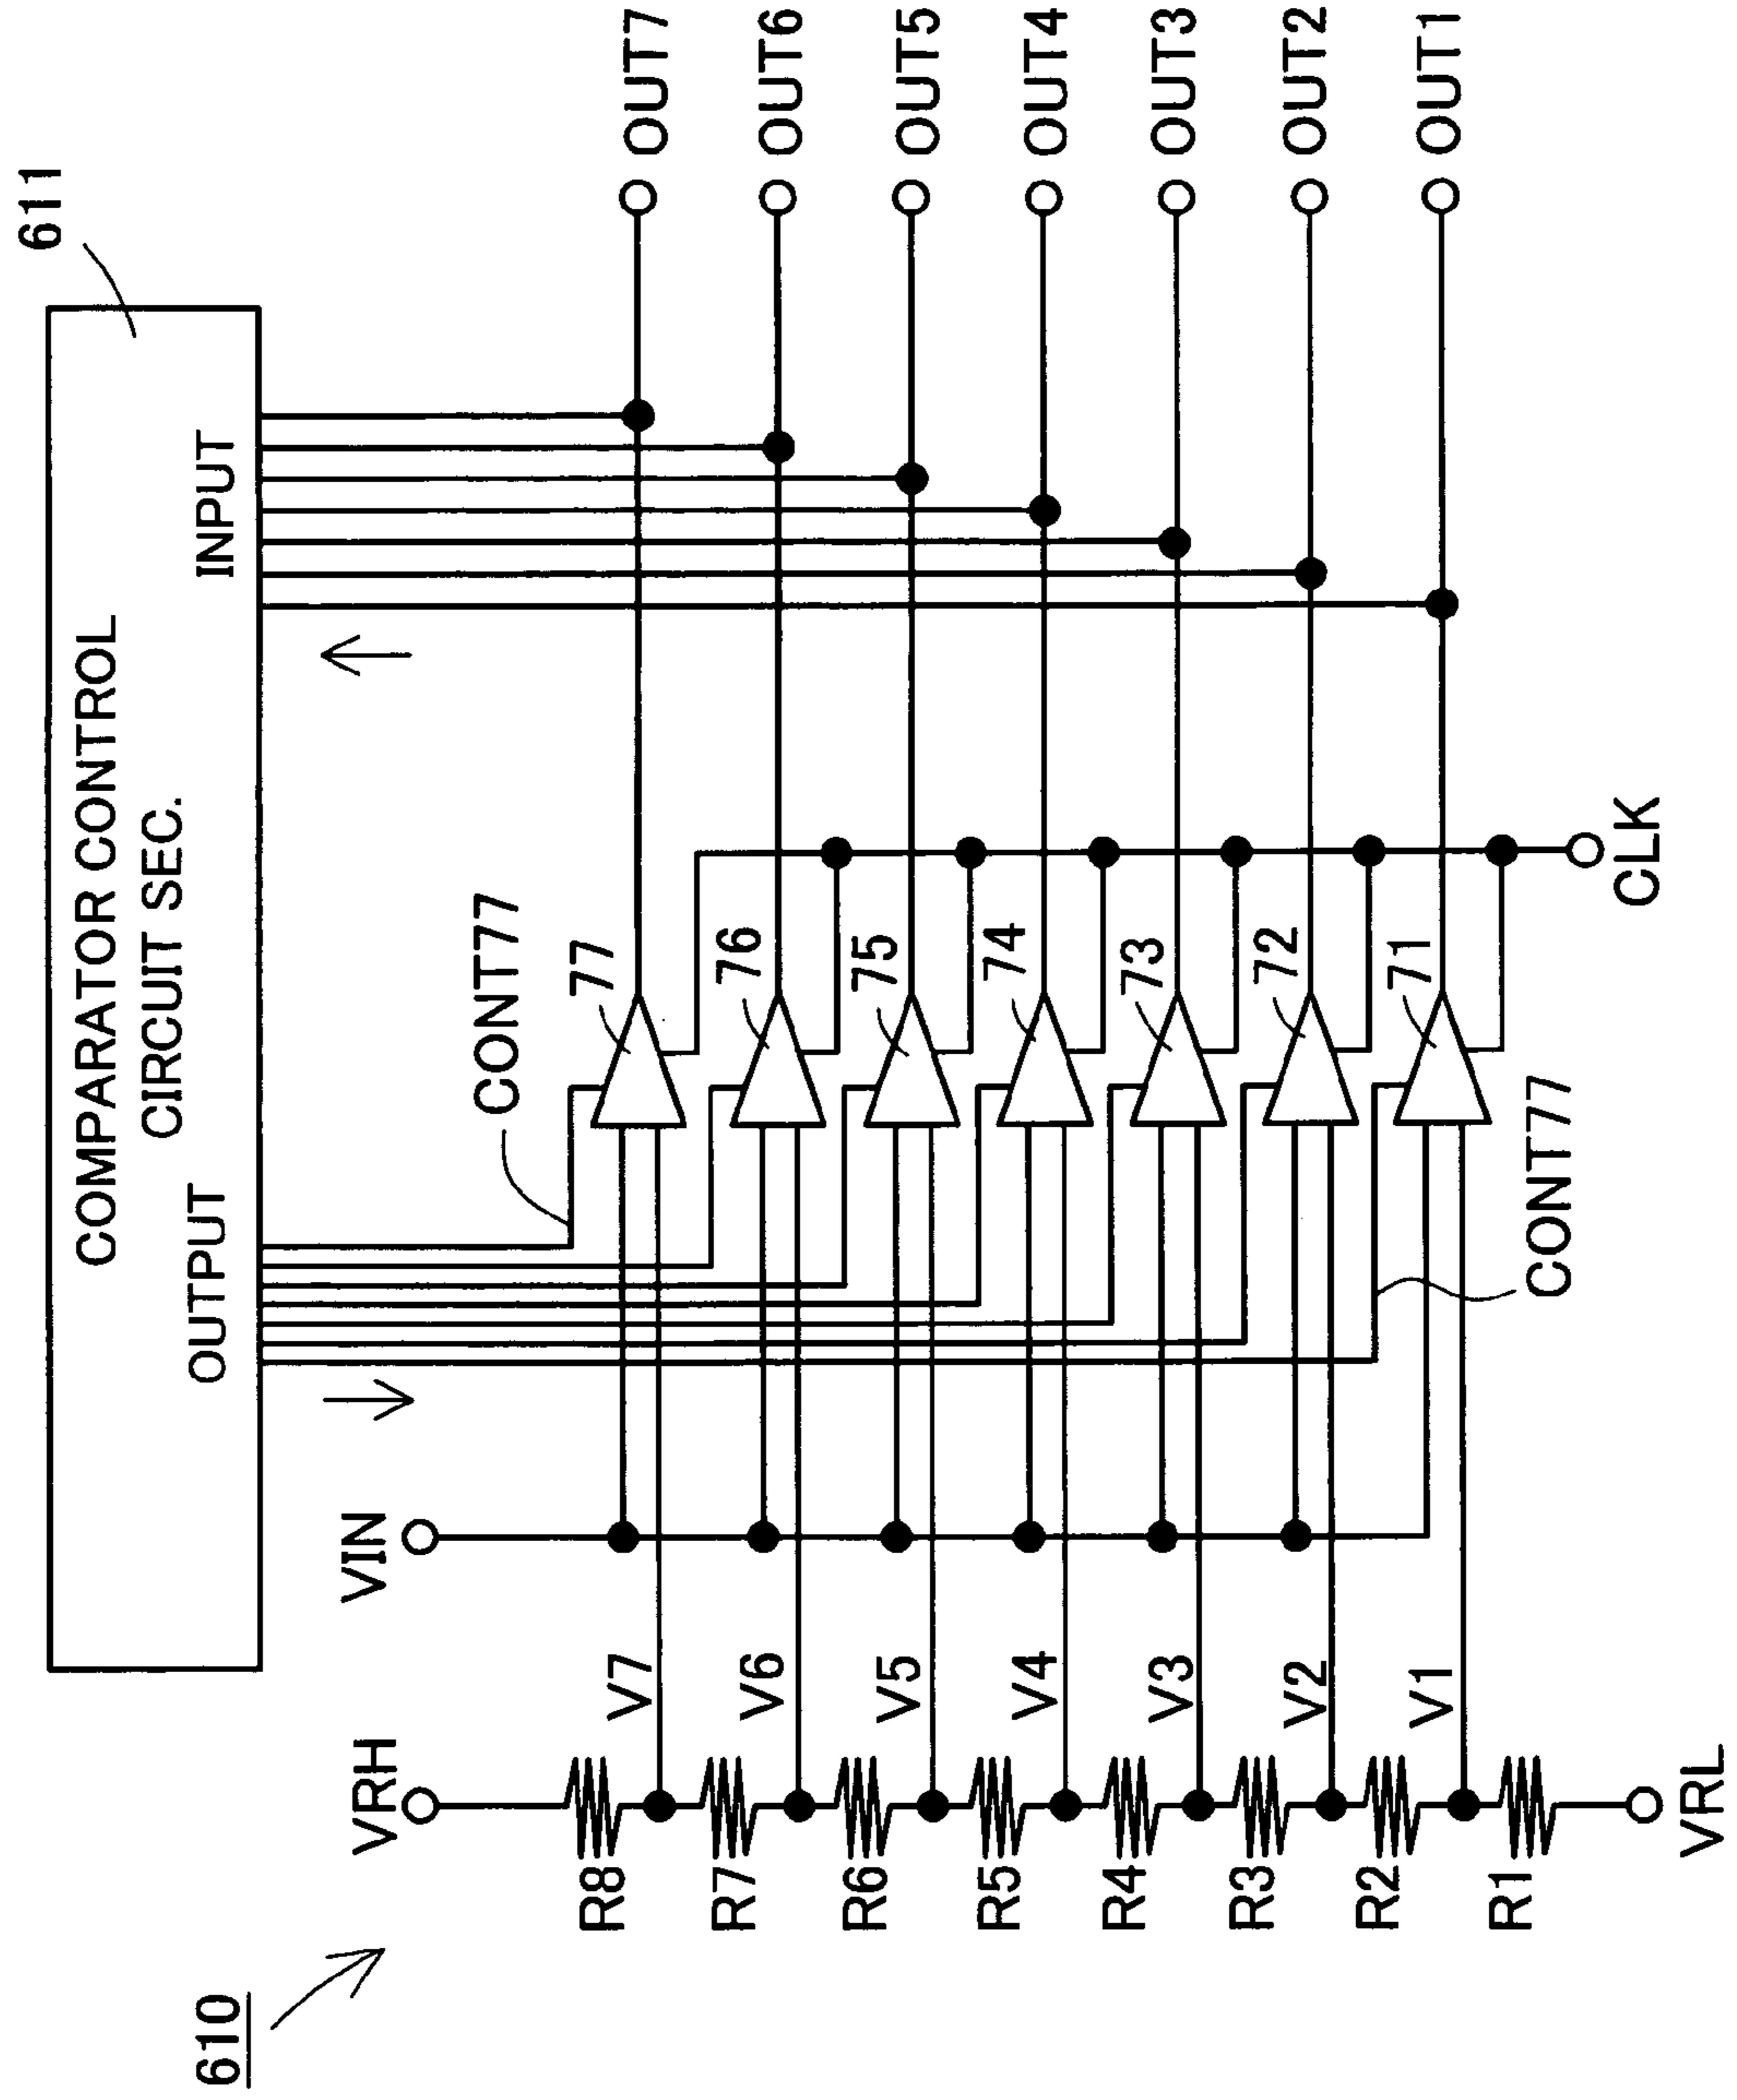 610
611
COMPARATOR CONTROL
CIRCUIT SEC.
OUTPUT
INPUT
VRH
VIN
CONT77
R8
V7
77
OUT7
R7
V6
76
OUT6
R6
V5
75
OUT5
R5
V4
74
OUT4
R4
V3
73
OUT3
R3
V2
72
OUT2
R2
V1
71
OUT1
R1
CONT77
CLK
VRL